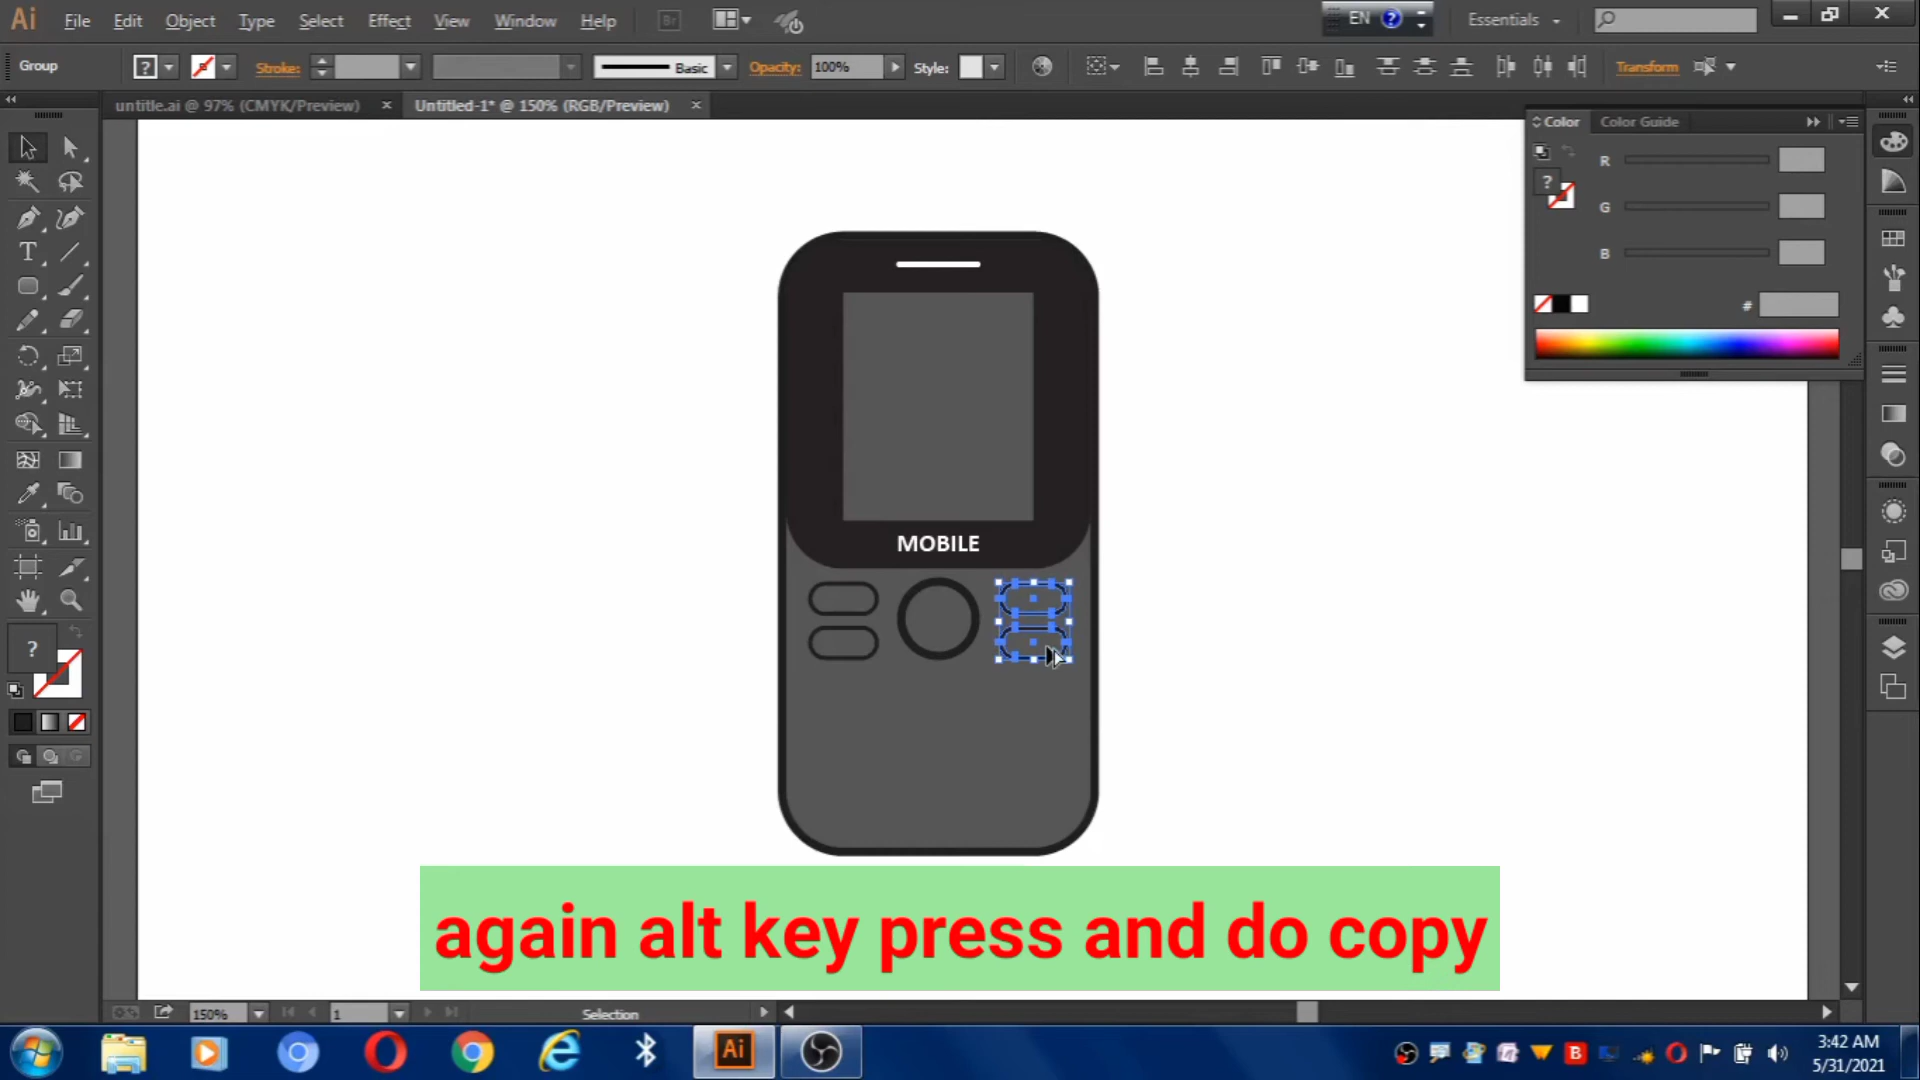 Ai File Edit Object Type Select Effect View Window Help Br EN ? Essentials
Group ? Stroke: Basic Opacity: 100% Style: Transform
untitle.ai @ 97% (CMYK/Preview) × Untitled-1* @ 150% (RGB/Preview) ×
Color Color Guide
R
?
G
B
#
T
MOBILE
?
again alt key press and do copy
150% 1 Selection
Ai
B
3:42 AM
5/31/2021